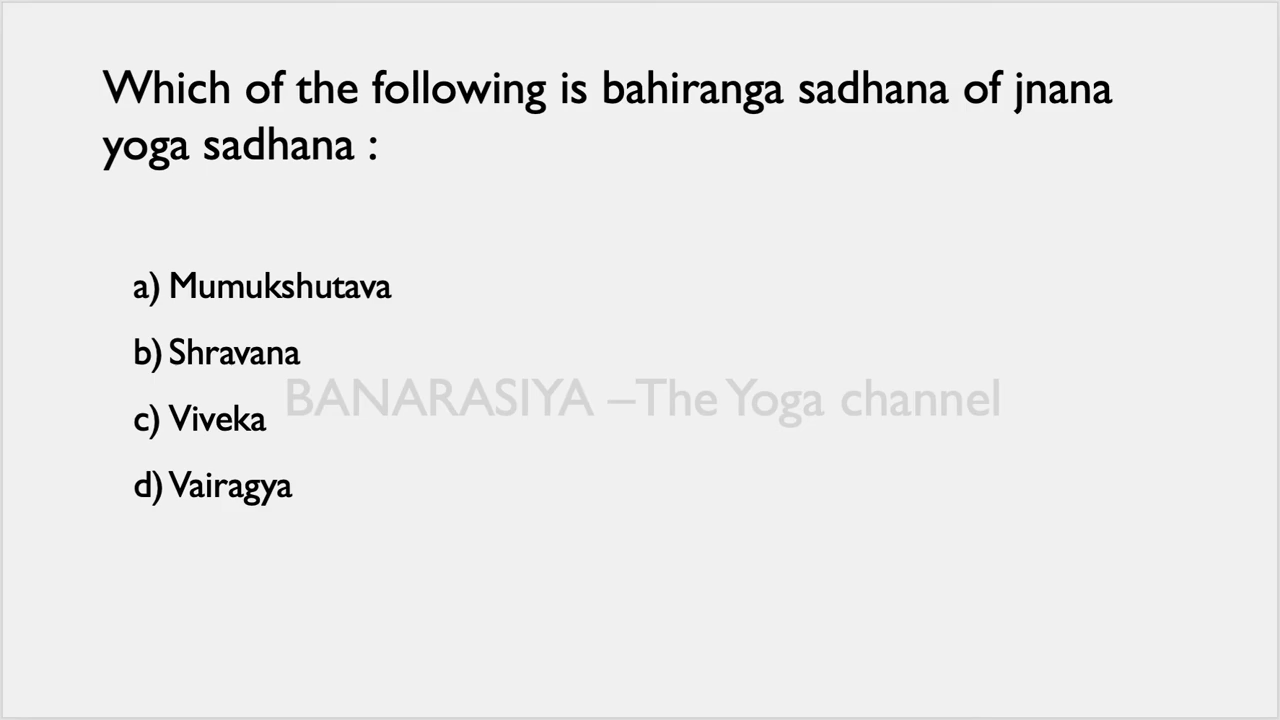 Which of the following is bahiranga sadhana of jnana
yoga sadhana :
a) Mumukshutava
b) Shravana
BANARASIYA –The Yoga channel
c) Viveka
d) Vairagya